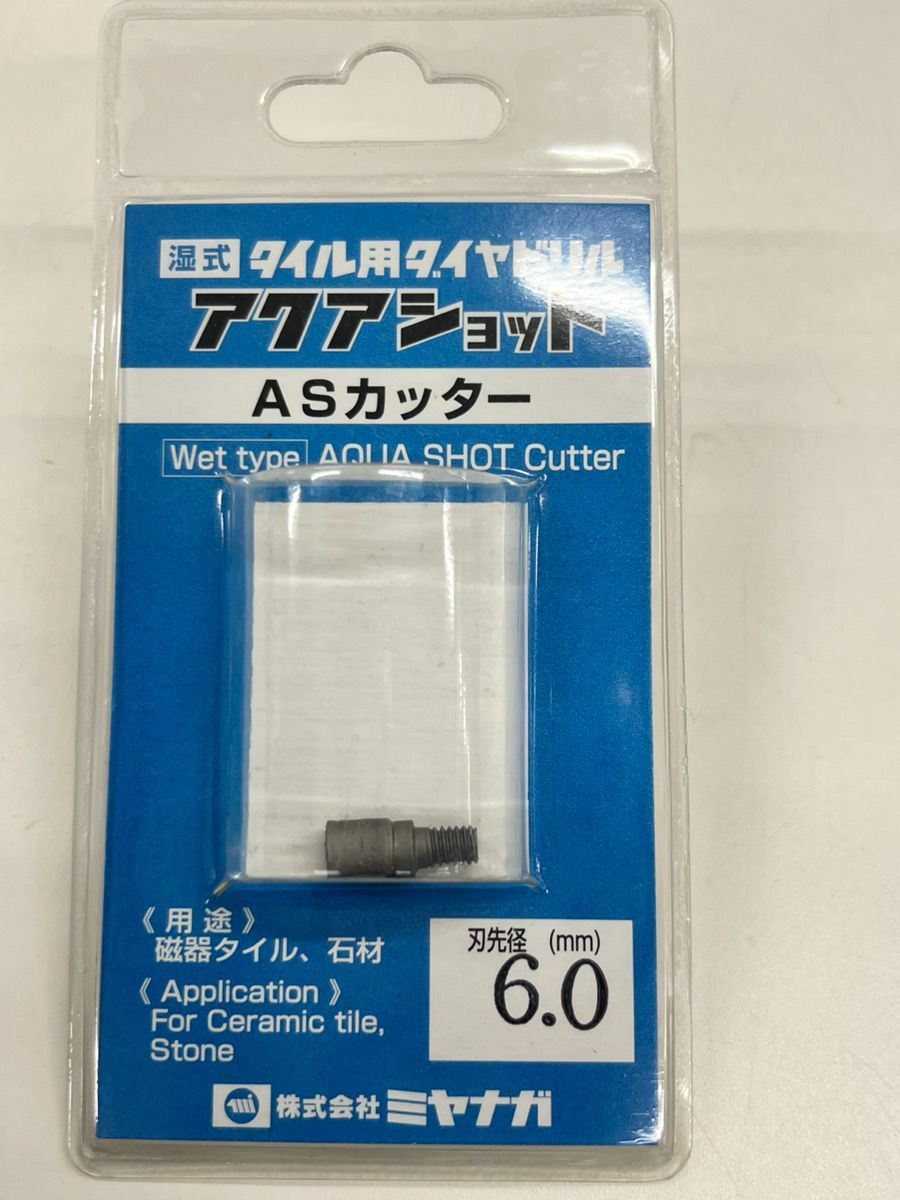 湿式 タイル用ダイヤドリル
アクアショット
ASカッター
Wet type AQUA SHOT Cutter
《用途》
磁器タイル、石材
《Application》
For Ceramic tile,
Stone
刃先径 (mm)
6.0
株式会社 ミヤナガ